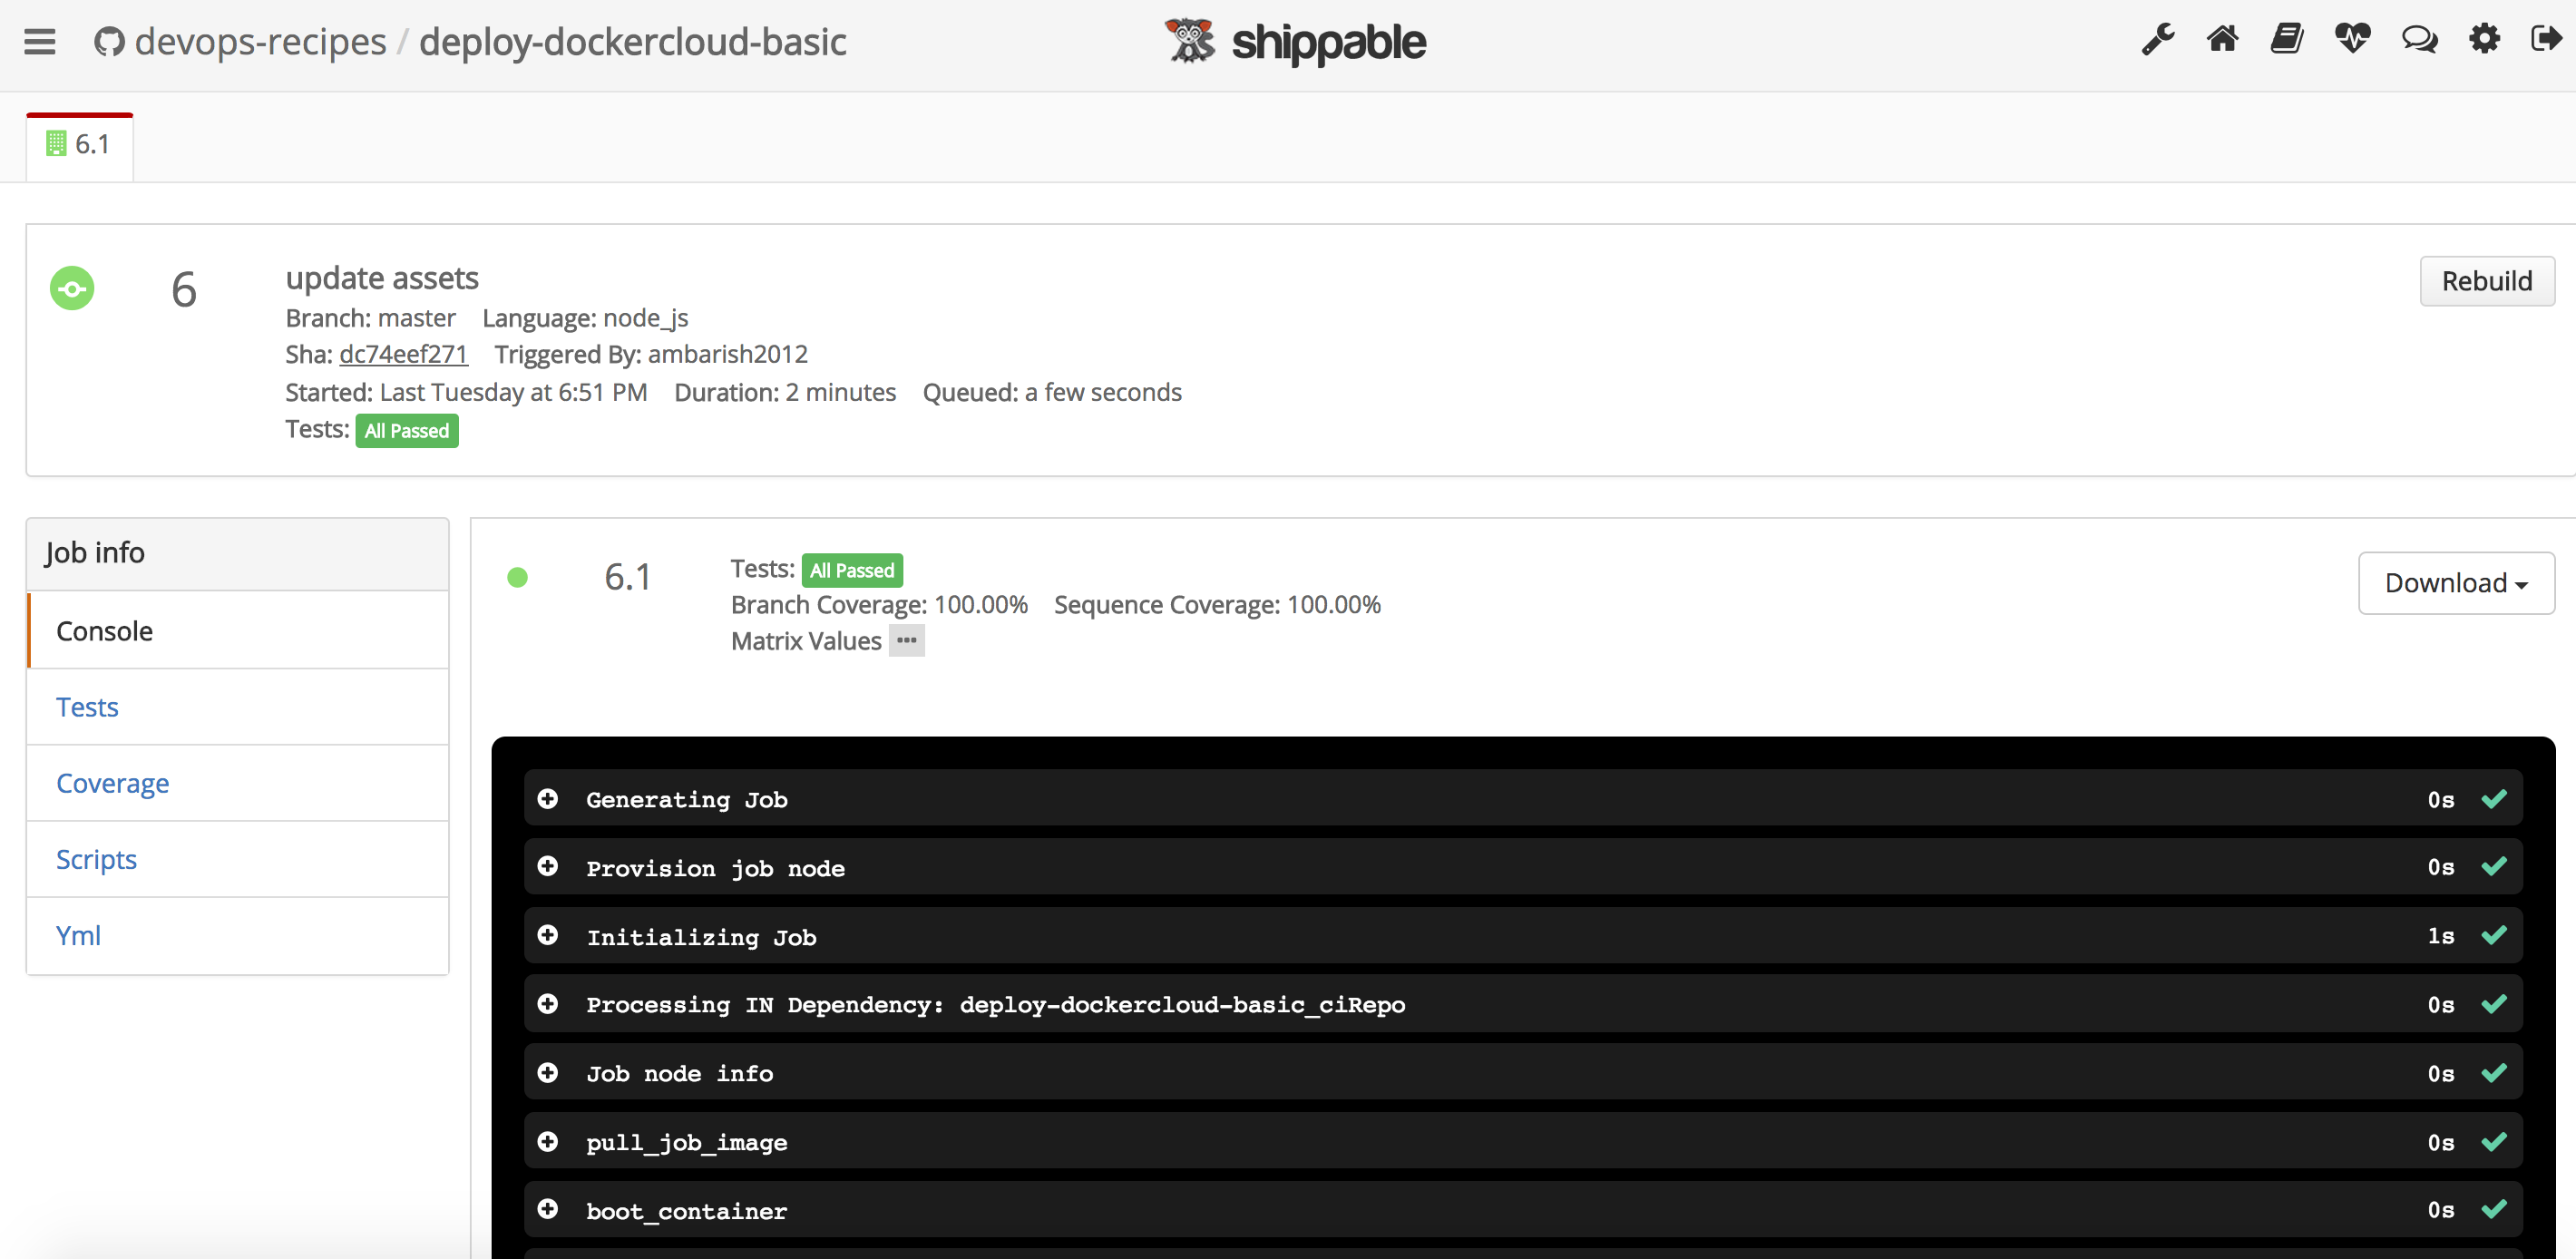 devops-recipes / deploy-dockercloud-basic
shippable
6.1
6
update assets
Rebuild
Branch: master Language: node_js
Sha: dc74eef271 Triggered By: ambarish2012
Started: Last Tuesday at 6:51 PM Duration: 2 minutes Queued: a few seconds
Tests: All Passed
Job info
Console
Tests
Coverage
Scripts
Yml
6.1
Tests: All Passed
Branch Coverage: 100.00% Sequence Coverage: 100.00%
Matrix Values
Download
Generating Job 0s
Provision job node 0s
Initializing Job 1s
Processing IN Dependency: deploy-dockercloud-basic_ciRepo 0s
Job node info 0s
pull_job_image 0s
boot_container 0s